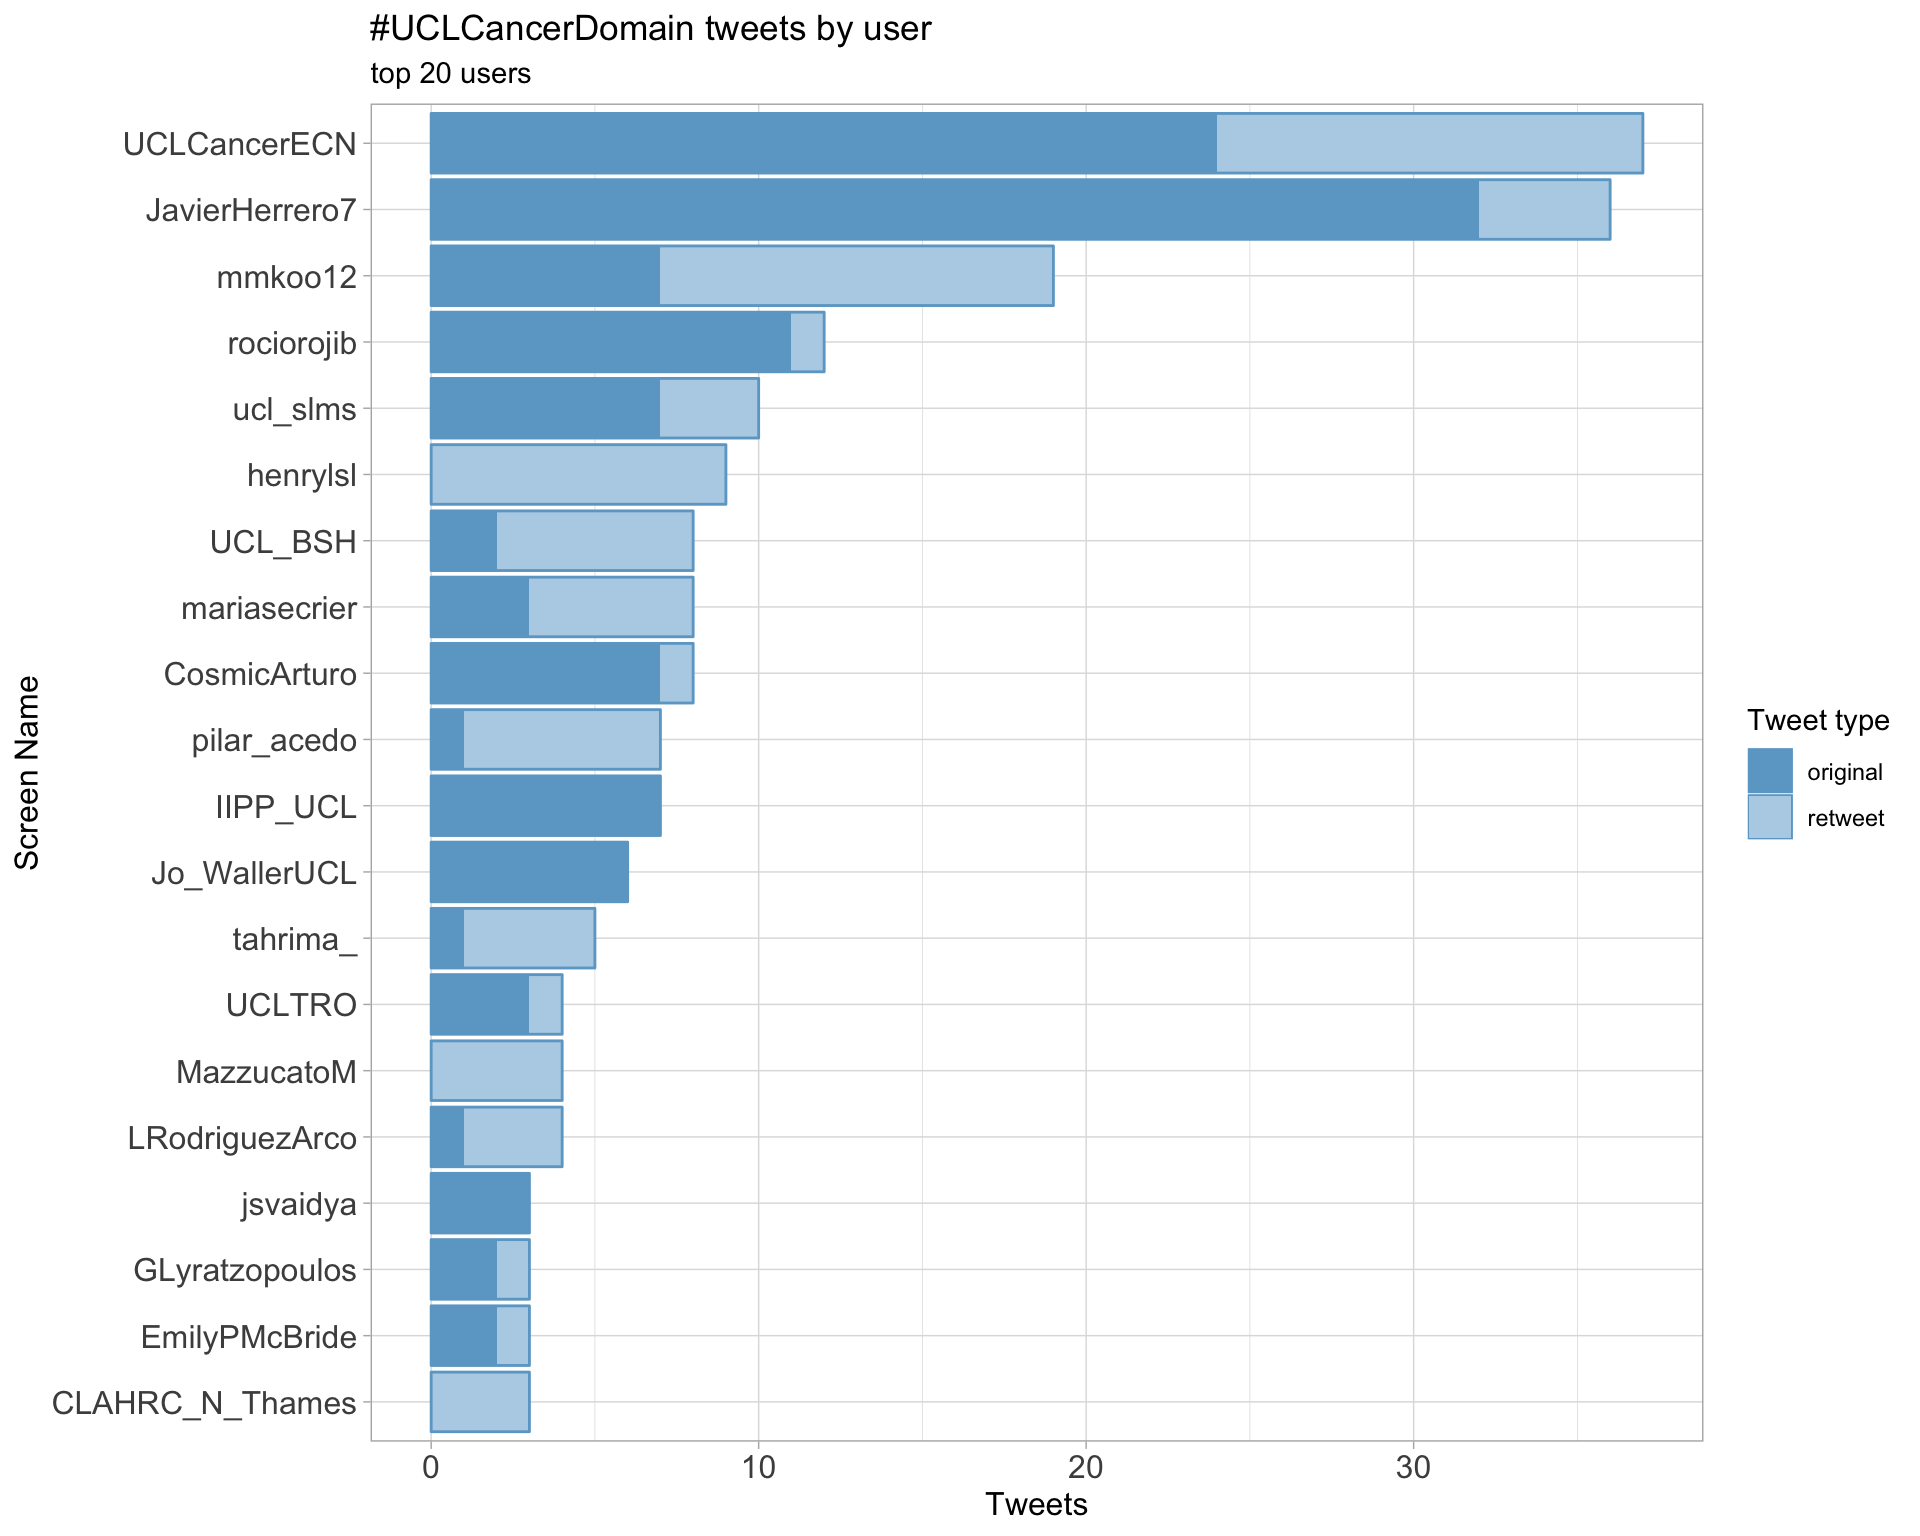 #UCLCancerDomain tweets by user
top 20 users
UCLCancerECN
JavierHerrero7
mmkoo12
rociorojib
ucl_slms
henrylsl
UCL_BSH
mariasecrier
CosmicArturo
pilar_acedo
IIPP_UCL
Jo_WallerUCL
tahrima_
UCLTRO
MazzucatoM
LRodriguezArco
jsvaidya
GLyratzopoulos
EmilyPMcBride
CLAHRC_N_Thames
Screen Name
0 10 20 30
Tweets
Tweet type
original
retweet